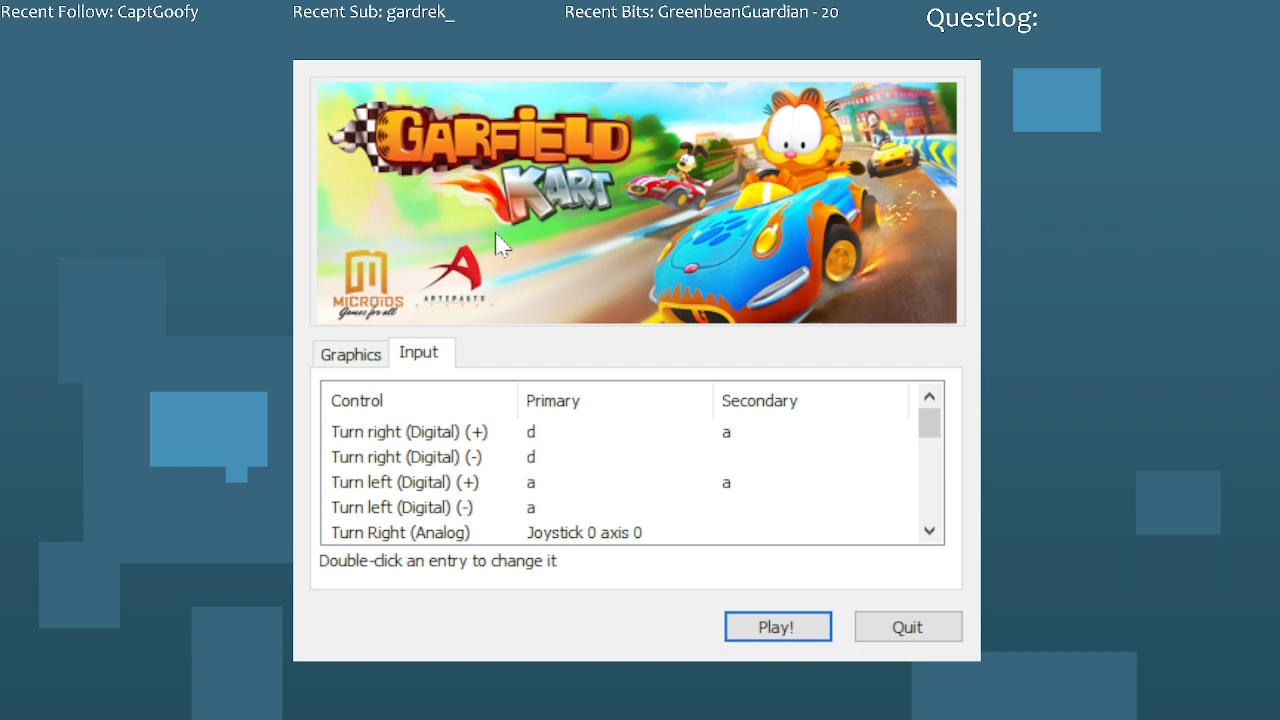 Recent Follow: CaptGoofy
Recent Sub: gardrek_
Recent Bits: GreenbeanGuardian - 20
Questlog:
GARFIELD
KART
MICROÏDS
Games for all
ARTEFACTS
Graphics
Input
Control Primary Secondary
Turn right (Digital) (+) d a
Turn right (Digital) (-) d
Turn left (Digital) (+) a a
Turn left (Digital) (-) a
Turn Right (Analog) Joystick 0 axis 0
Double-click an entry to change it
Play!
Quit